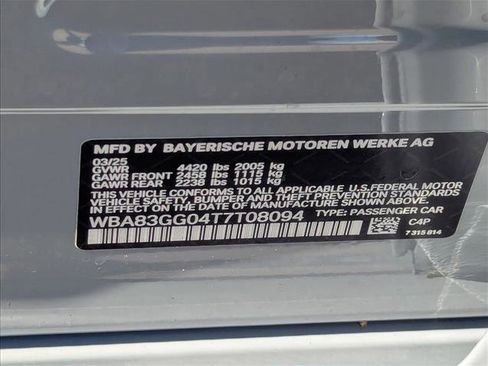 MFD BY BAYERISCHE MOTOREN WERKE AG
03/25
GVWR 4420 lbs 2005 kg
GAWR FRONT 2458 lbs 1115 kg
GAWR REAR 2238 lbs 1015 kg
THIS VEHICLE CONFORMS TO ALL APPLICABLE U.S. FEDERAL MOTOR
VEHICLE SAFETY, BUMPER, AND THEFT PREVENTION STANDARDS
IN EFFECT ON THE DATE OF MANUFACTURE SHOWN ABOVE.
WBA83GG04T7T08094 TYPE: PASSENGER CAR
C4P
7 315 814